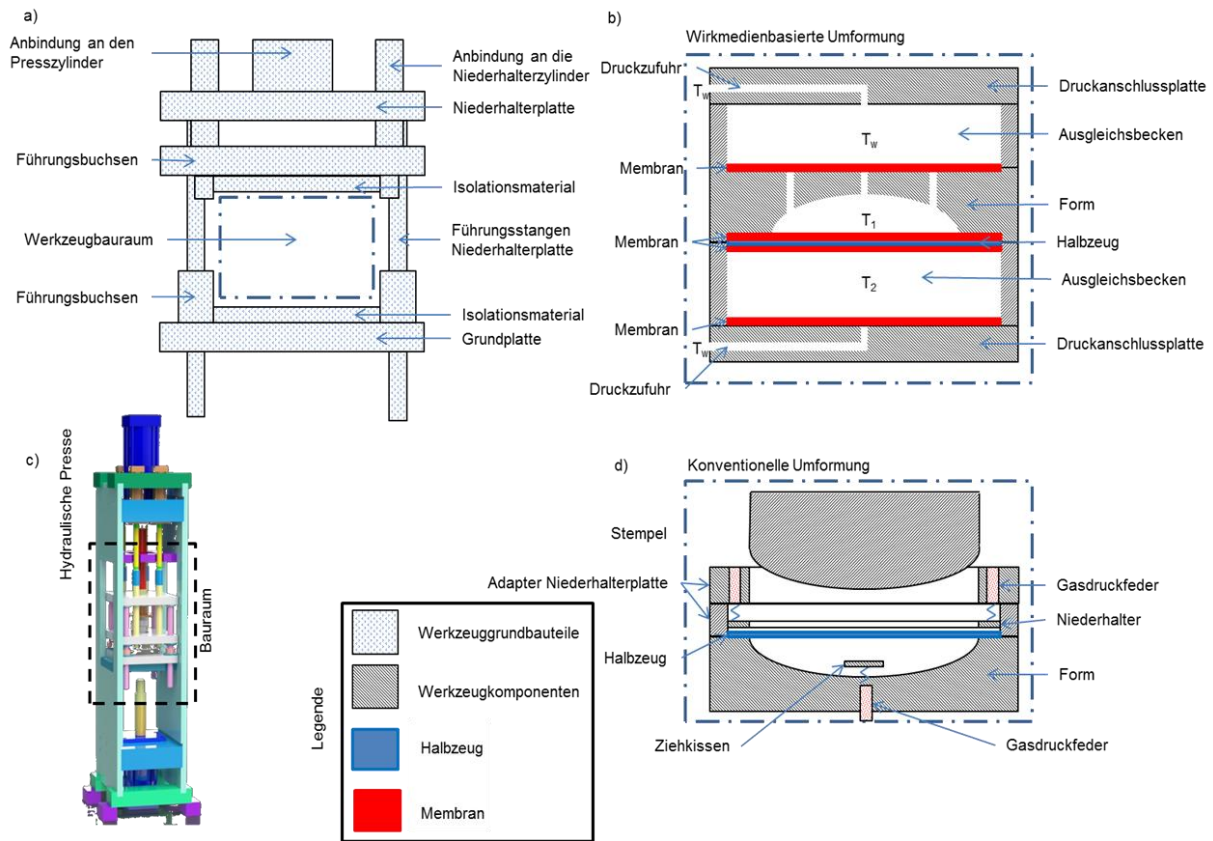 a)
Anbindung an den
Presszylinder
Anbindung an die
Niederhalterzylinder
Niederhalterplatte
Führungsbuchsen
Isolationsmaterial
Werkzeugbauraum
Führungsstangen
Niederhalterplatte
Führungsbuchsen
Isolationsmaterial
Grundplatte
b)
Wirkmedienbasierte Umformung
Druckzufuhr
Tw
Druckanschlussplatte
Tw
Ausgleichsbecken
Membran
Form
T1
Membran
Halbzeug
Ausgleichsbecken
T2
Membran
Tw
Druckanschlussplatte
Druckzufuhr
c)
Hydraulische Presse
Bauraum
Legende
Werkzeuggrundbauteile
Werkzeugkomponenten
Halbzeug
Membran
d)
Konventionelle Umformung
Stempel
Adapter Niederhalterplatte
Gasdruckfeder
Niederhalter
Halbzeug
Form
Ziehkissen
Gasdruckfeder